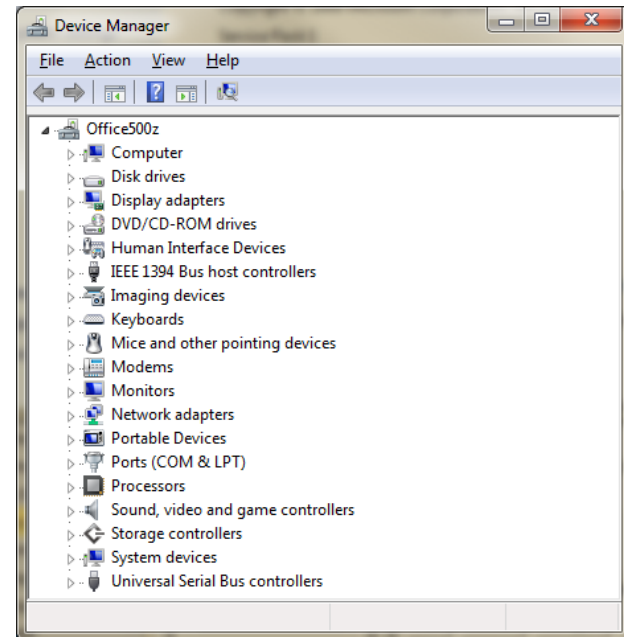 Device Manager
File Action View Help
Office500z
Computer
Disk drives
Display adapters
DVD/CD-ROM drives
Human Interface Devices
IEEE 1394 Bus host controllers
Imaging devices
Keyboards
Mice and other pointing devices
Modems
Monitors
Network adapters
Portable Devices
Ports (COM & LPT)
Processors
Sound, video and game controllers
Storage controllers
System devices
Universal Serial Bus controllers